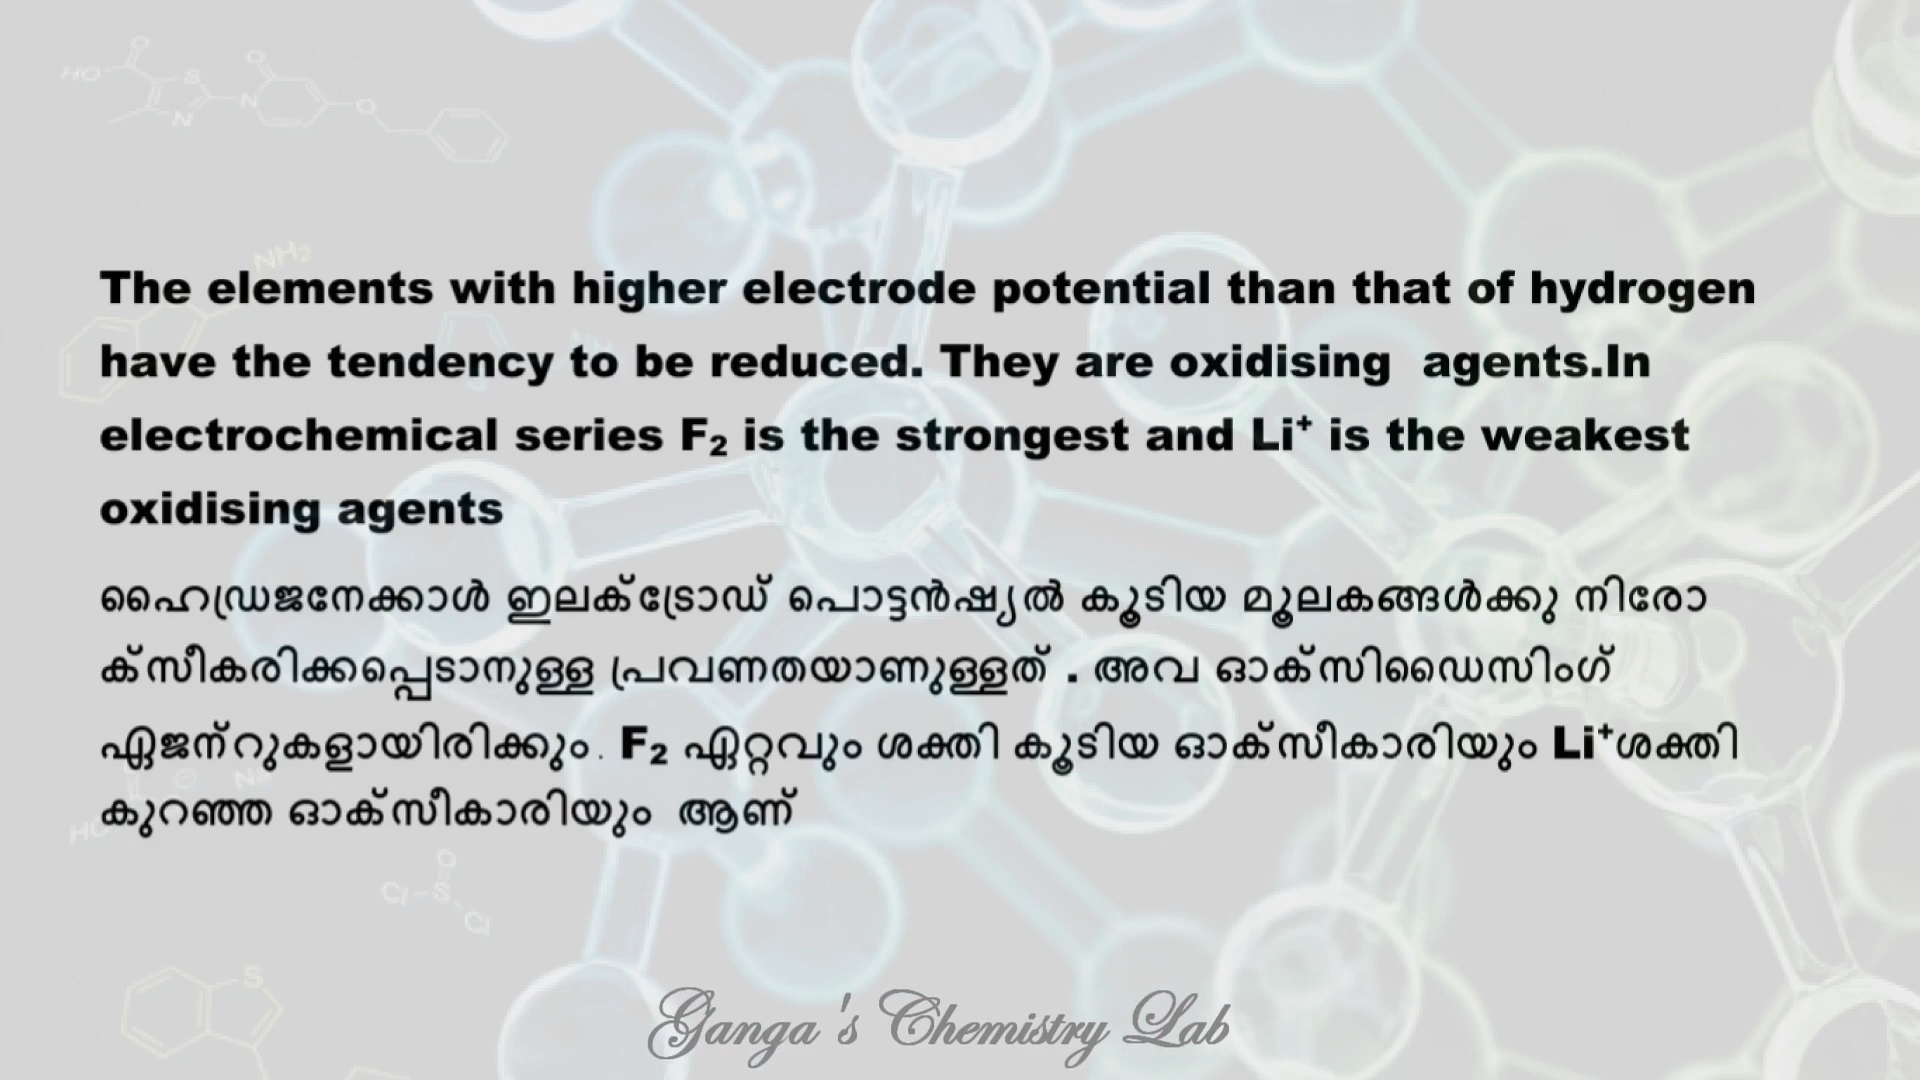 The elements with higher electrode potential than that of hydrogen
have the tendency to be reduced. They are oxidising  agents.In
electrochemical series F₂ is the strongest and Li⁺ is the weakest
oxidising agents
ഹൈഡ്രജനേക്കാൾ ഇലക്ട്രോഡ് പൊട്ടൻഷ്യൽ കൂടിയ മൂലകങ്ങൾക്കു നിരോ
ക്സീകരിക്കപ്പെടാനുള്ള പ്രവണതയാണുള്ളത് . അവ ഓക്സിഡൈസിംഗ്
ഏജന്റുകളായിരിക്കും. F₂ ഏറ്റവും ശക്തി കൂടിയ ഓക്സീകാരിയും Li⁺ശക്തി
കുറഞ്ഞ ഓക്സീകാരിയും  ആണ്
Ganga's Chemistry Lab